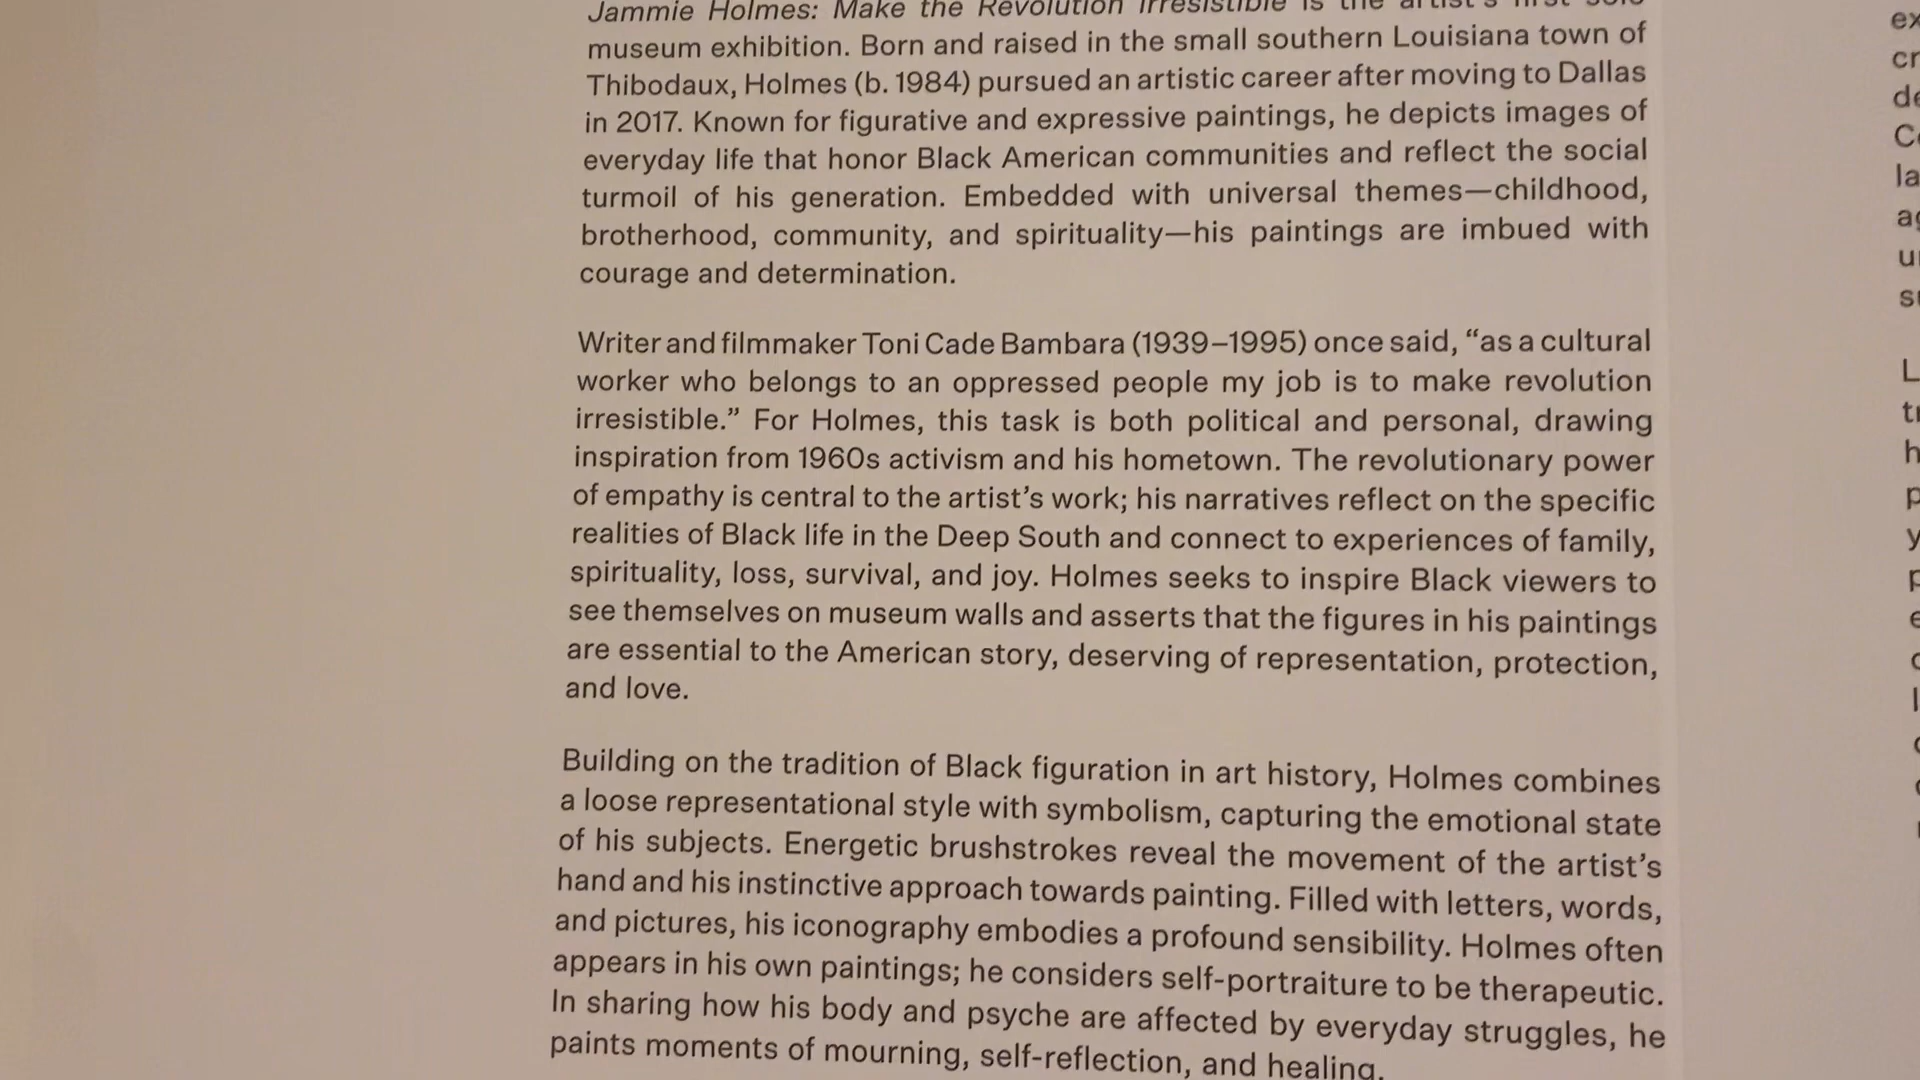 Jammie Holmes: Make the Revolution Irresistible is the artist's first solo
museum exhibition. Born and raised in the small southern Louisiana town of
Thibodaux, Holmes (b. 1984) pursued an artistic career after moving to Dallas
in 2017. Known for figurative and expressive paintings, he depicts images of
everyday life that honor Black American communities and reflect the social
turmoil of his generation. Embedded with universal themes—childhood,
brotherhood, community, and spirituality—his paintings are imbued with
courage and determination.
Writer and filmmaker Toni Cade Bambara (1939–1995) once said, “as a cultural
worker who belongs to an oppressed people my job is to make revolution
irresistible.” For Holmes, this task is both political and personal, drawing
inspiration from 1960s activism and his hometown. The revolutionary power
of empathy is central to the artist’s work; his narratives reflect on the specific
realities of Black life in the Deep South and connect to experiences of family,
spirituality, loss, survival, and joy. Holmes seeks to inspire Black viewers to
see themselves on museum walls and asserts that the figures in his paintings
are essential to the American story, deserving of representation, protection,
and love.
Building on the tradition of Black figuration in art history, Holmes combines
a loose representational style with symbolism, capturing the emotional state
of his subjects. Energetic brushstrokes reveal the movement of the artist’s
hand and his instinctive approach towards painting. Filled with letters, words,
and pictures, his iconography embodies a profound sensibility. Holmes often
appears in his own paintings; he considers self-portraiture to be therapeutic.
In sharing how his body and psyche are affected by everyday struggles, he
paints moments of mourning, self-reflection, and healing.